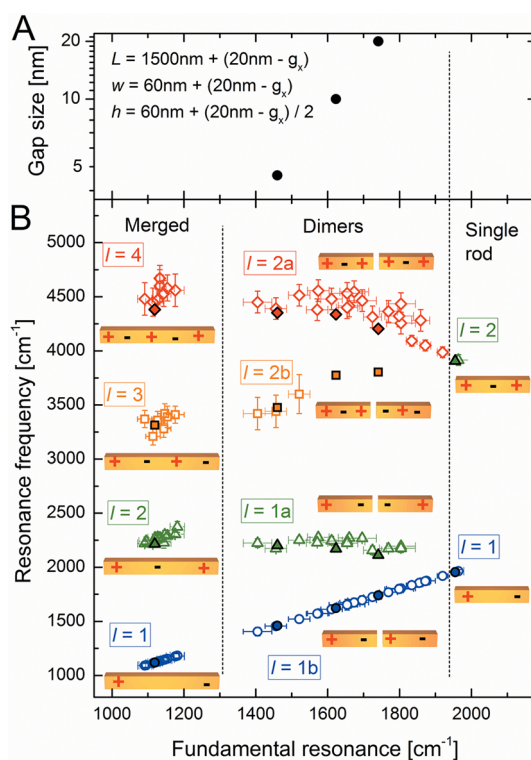 A
L = 1500nm + (20nm - gₓ)
w = 60nm + (20nm - gₓ)
h = 60nm + (20nm - gₓ) / 2
Gap size [nm]
20
10
5
B
Merged
Dimers
Single
rod
Resonance frequency [cm⁻¹]
5000
4500
4000
3500
3000
2500
2000
1500
1000
l = 4
l = 2a
l = 2
l = 3
l = 2b
l = 2
l = 1a
l = 1
l = 1
l = 1b
+ - + -
+ - + - +
+ - +
+ - + -
+ - + - + -
+ - +
+ - - +
+ -
+ - + -
+ -
1000 1200 1400 1600 1800 2000
Fundamental resonance [cm⁻¹]